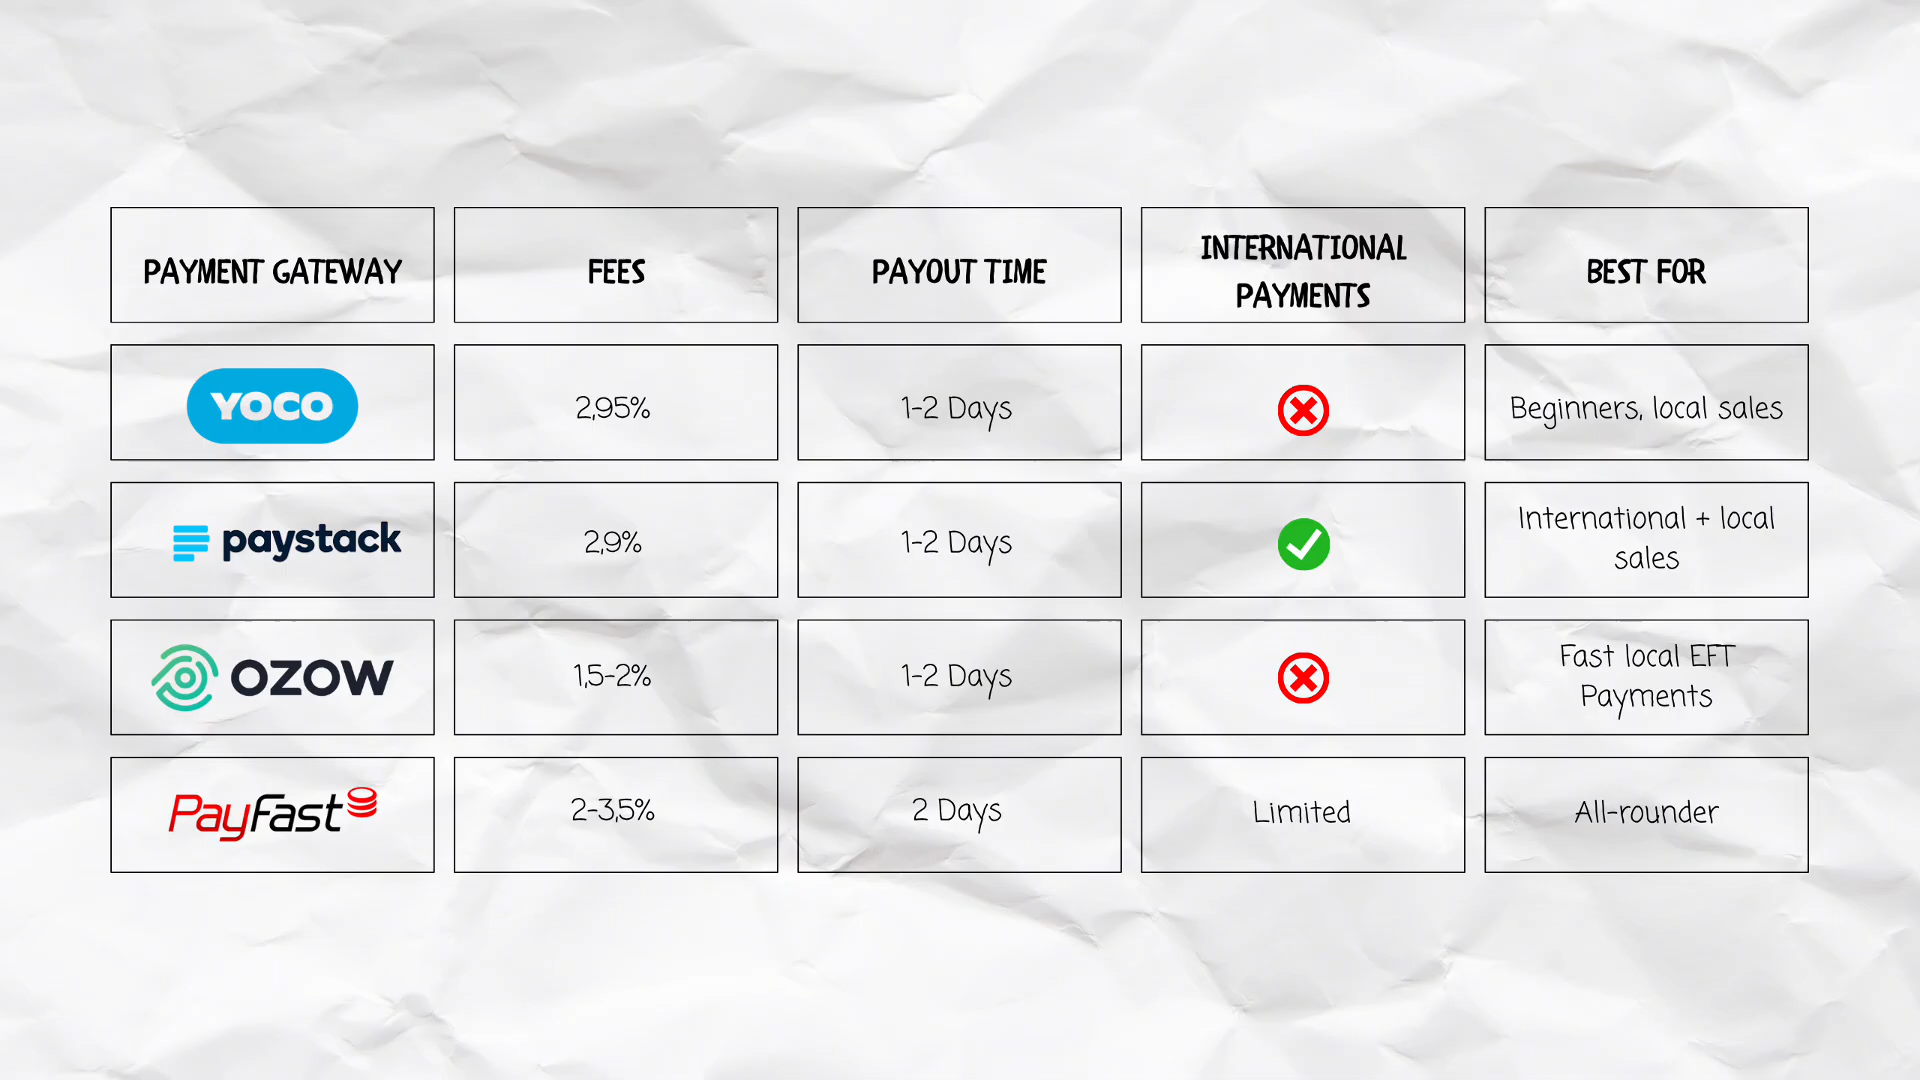 PAYMENT GATEWAY
FEES
PAYOUT TIME
INTERNATIONAL
PAYMENTS
BEST FOR
YOCO
2,95%
1-2 Days
Beginners, local sales
paystack
2,9%
1-2 Days
International + local
sales
OZOW
1,5-2%
1-2 Days
Fast local EFT
Payments
PayFast
2-3,5%
2 Days
Limited
All-rounder